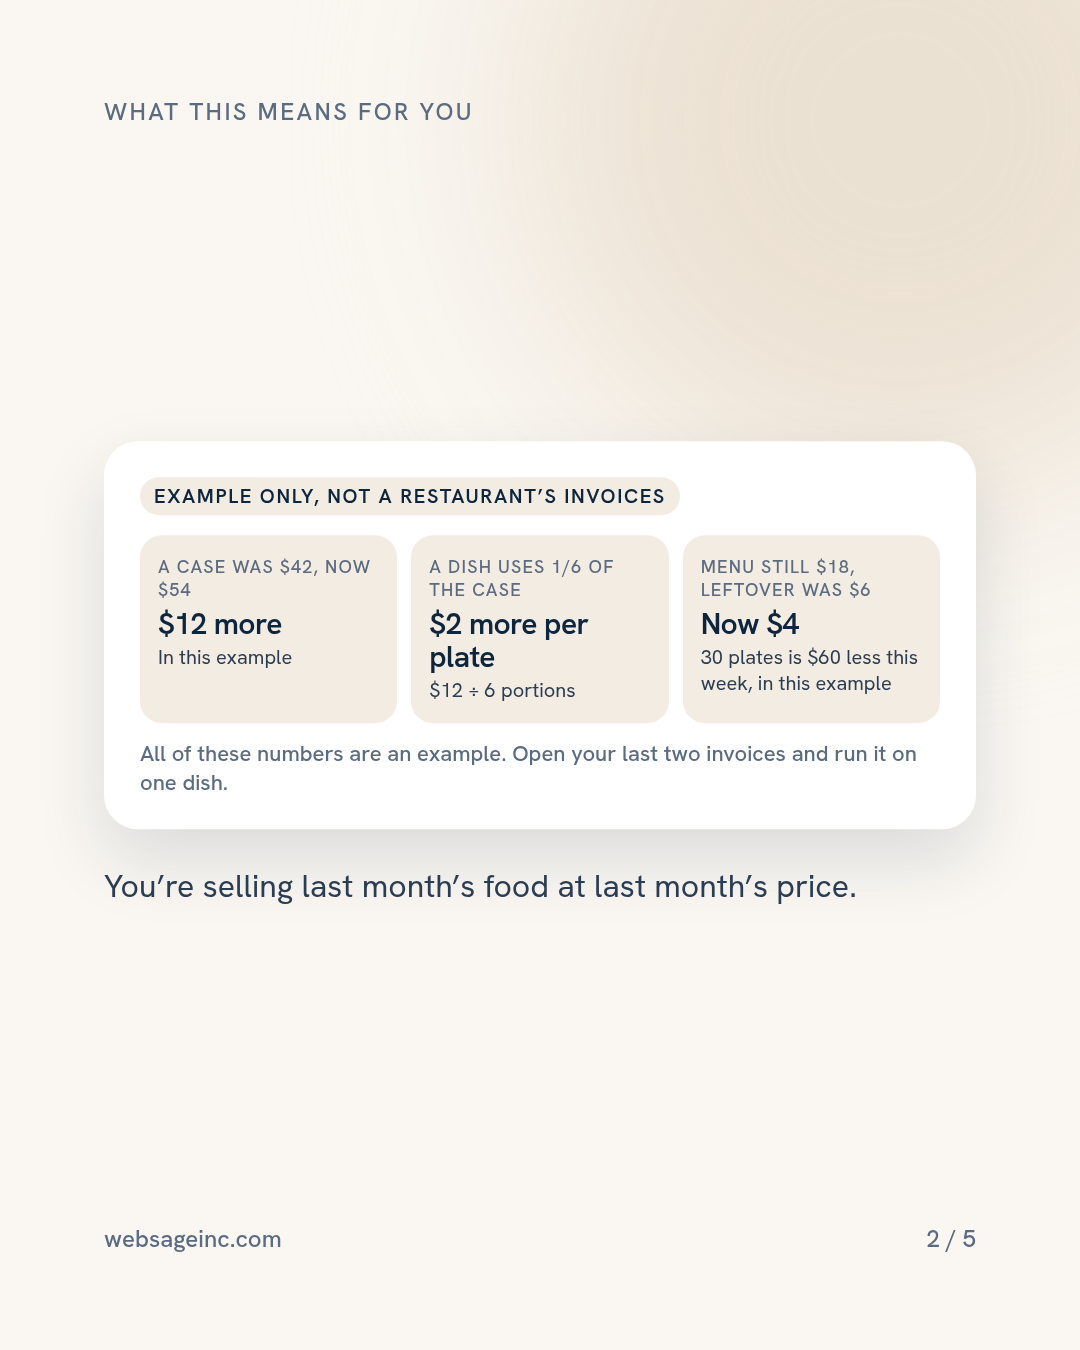 WHAT THIS MEANS FOR YOU
EXAMPLE ONLY, NOT A RESTAURANT’S INVOICES
A CASE WAS $42, NOW
$54
$12 more
In this example
A DISH USES 1/6 OF
THE CASE
$2 more per
plate
$12 ÷ 6 portions
MENU STILL $18,
LEFTOVER WAS $6
Now $4
30 plates is $60 less this
week, in this example
All of these numbers are an example. Open your last two invoices and run it on
one dish.
You’re selling last month’s food at last month’s price.
websageinc.com
2 / 5